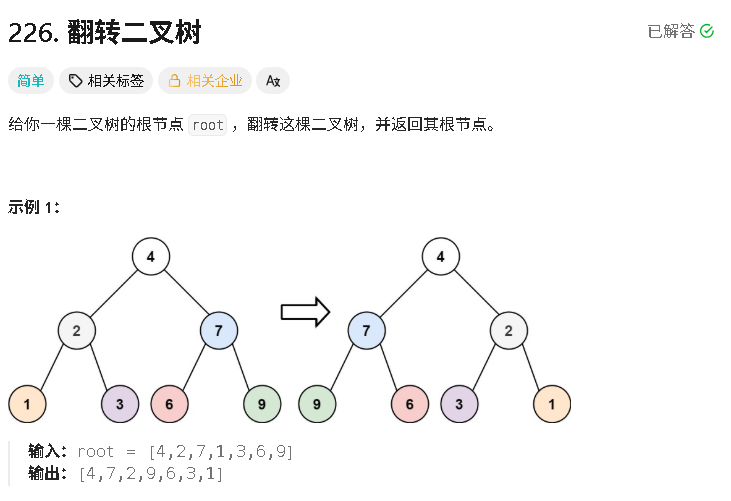 226. 翻转二叉树
已解答
简单 相关标签 相关企业 A文
给你一棵二叉树的根节点 root ，翻转这棵二叉树，并返回其根节点。
示例 1：
4 4
2 7 7 2
1 3 6 9 9 6 3 1
输入：root = [4,2,7,1,3,6,9]
输出：[4,7,2,9,6,3,1]